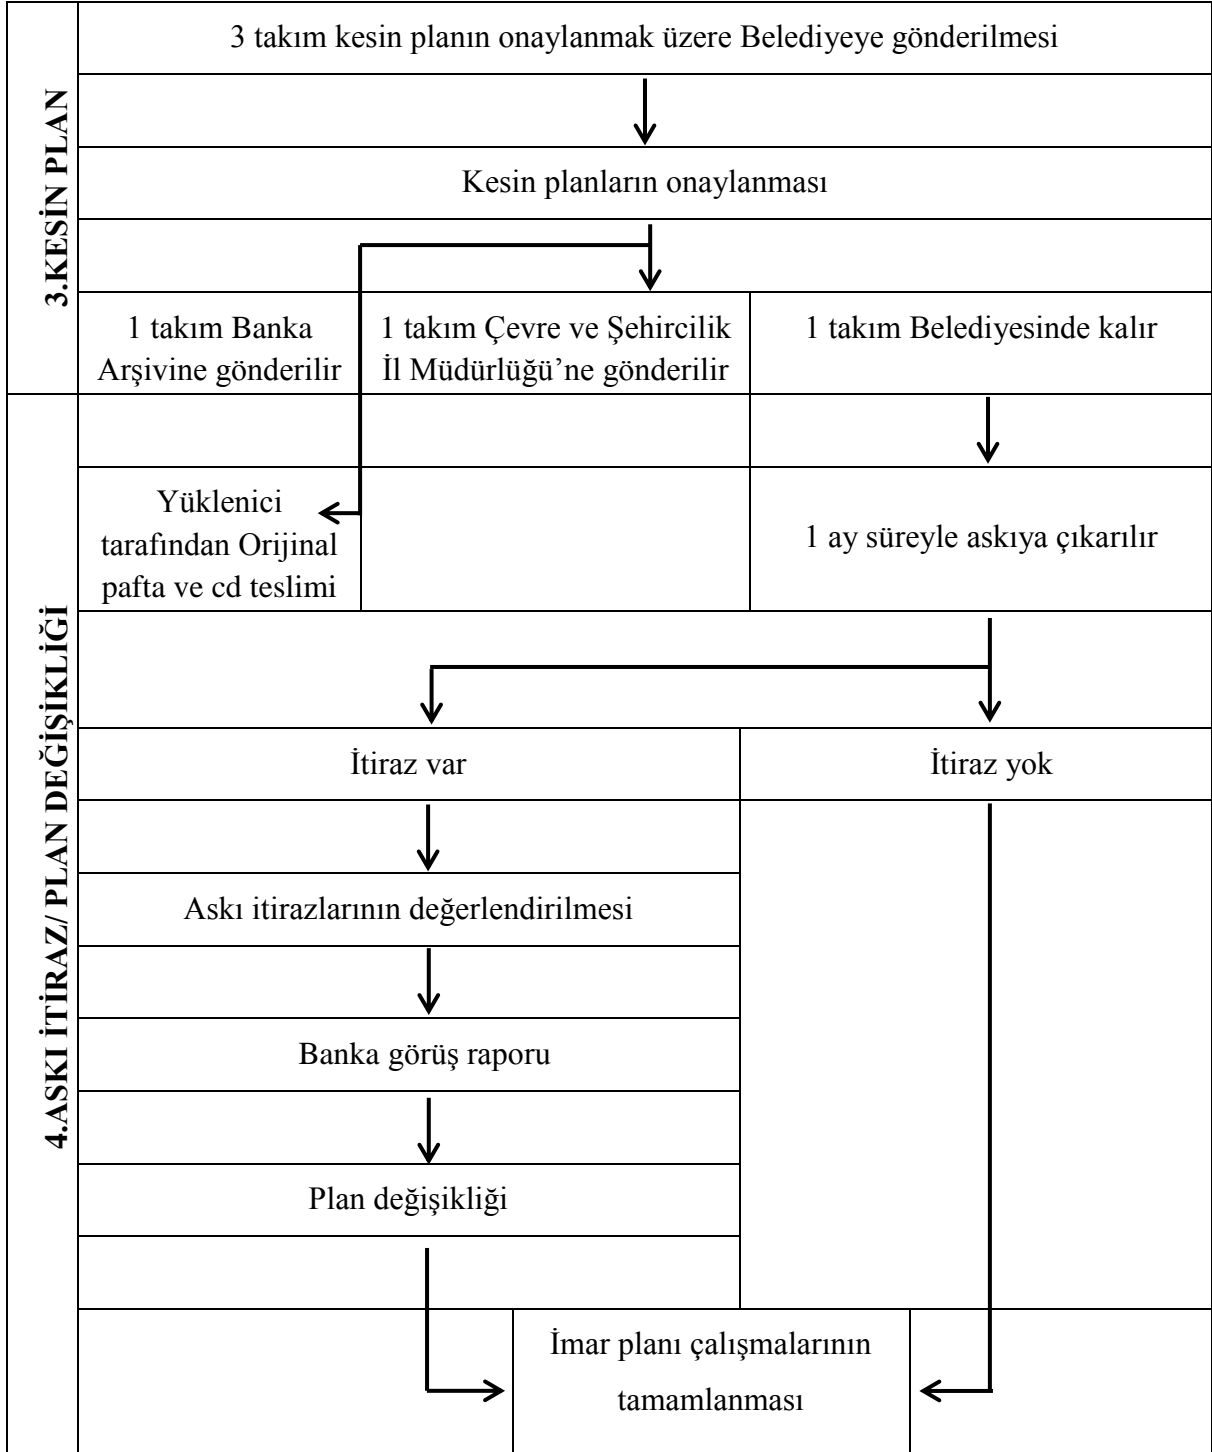 3.KESİN PLAN
3 takım kesin planın onaylanmak üzere Belediyeye gönderilmesi
Kesin planların onaylanması
1 takım Banka
Arşivine gönderilir
1 takım Çevre ve Şehircilik
İl Müdürlüğü’ne gönderilir
1 takım Belediyesinde kalır
4.ASKI İTİRAZ/ PLAN DEĞİŞİKLİĞİ
Yüklenici
tarafından Orijinal
pafta ve cd teslimi
1 ay süreyle askıya çıkarılır
İtiraz var
İtiraz yok
Askı itirazlarının değerlendirilmesi
Banka görüş raporu
Plan değişikliği
İmar planı çalışmalarının
tamamlanması